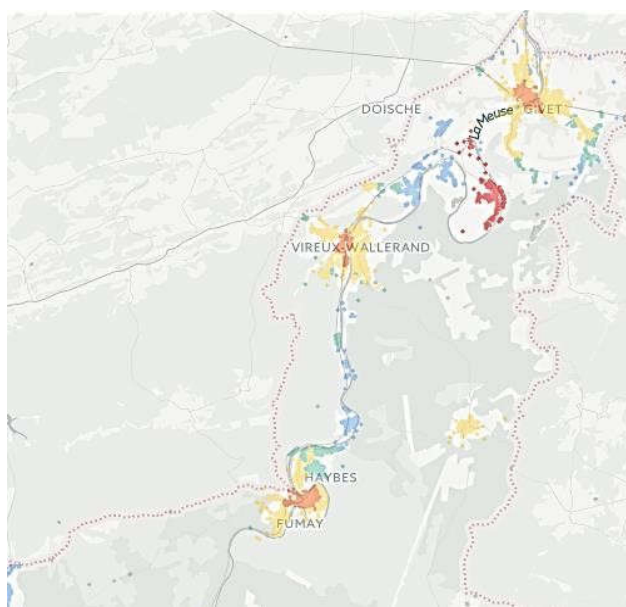 DOISCHE
La Meuse
GIVET
VIREUX-WALLERAND
HAYBES
FUMAY